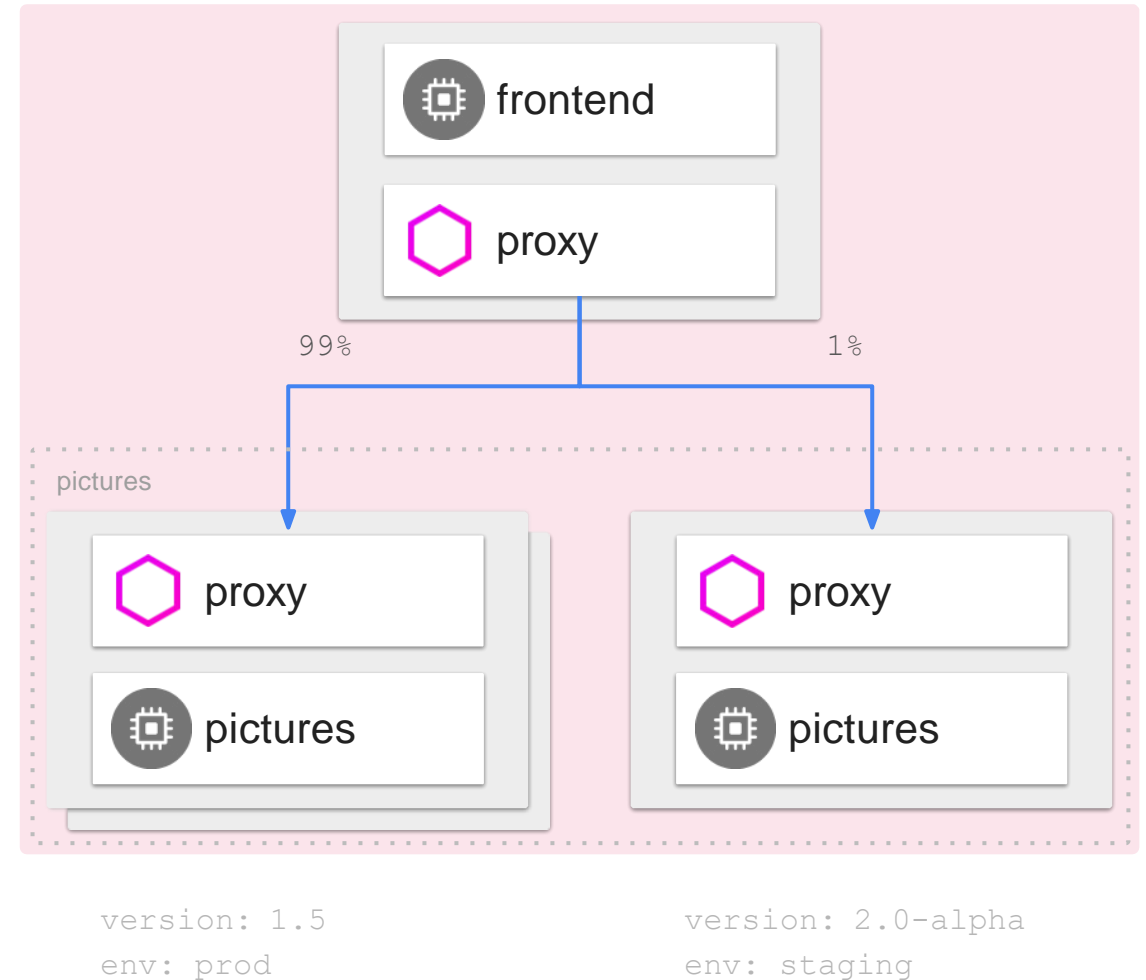 frontend
proxy
99%
1%
pictures
proxy
proxy
pictures
pictures
version: 1.5
version: 2.0-alpha
env: prod
env: staging